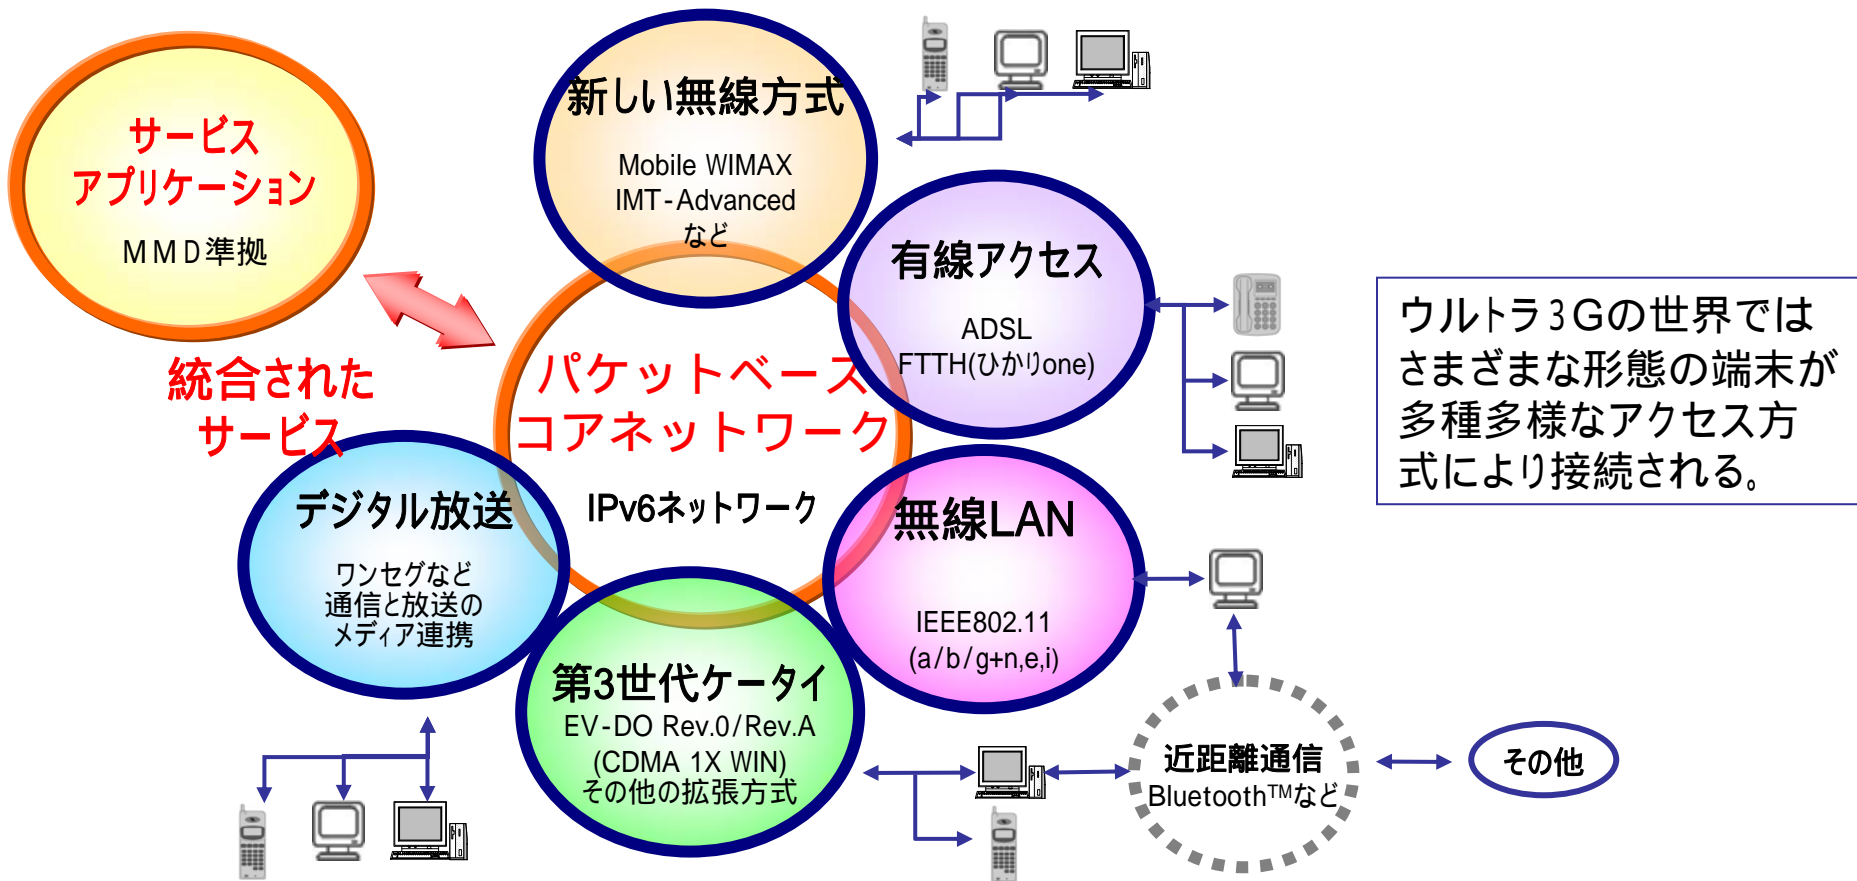 サービス
アプリケーション
MMD準拠
新しい無線方式
Mobile WIMAX
IMT-Advanced
など
有線アクセス
ADSL
FTTH(ひかりone)
統合された
サービス
パケットベース
コアネットワーク
IPv6ネットワーク
ウルトラ3Gの世界では
さまざまな形態の端末が
多種多様なアクセス方
式により接続される。
デジタル放送
ワンセグなど
通信と放送の
メディア連携
無線LAN
IEEE802.11
(a/b/g+n,e,i)
第3世代ケータイ
EV-DO Rev.0/Rev.A
(CDMA 1X WIN)
その他の拡張方式
近距離通信
Bluetooth™など
その他